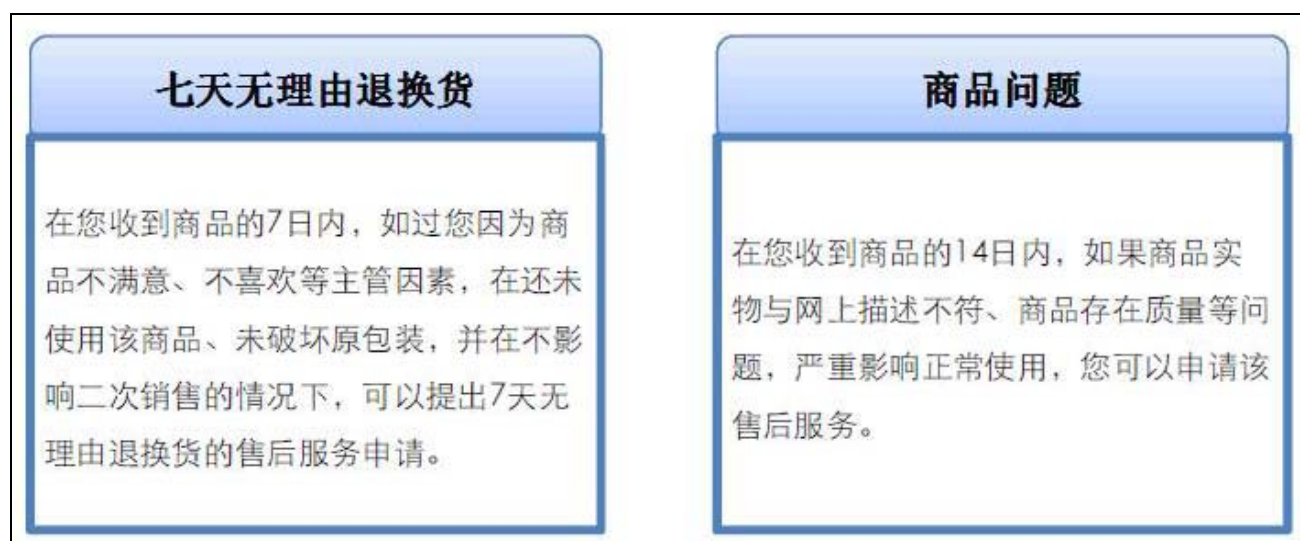 七天无理由退换货
在您收到商品的7日内，如过您因为商
品不满意、不喜欢等主管因素，在还未
使用该商品、未破坏原包装，并在不影
响二次销售的情况下，可以提出7天无
理由退换货的售后服务申请。
商品问题
在您收到商品的14日内，如果商品实
物与网上描述不符、商品存在质量等问
题，严重影响正常使用，您可以申请该
售后服务。